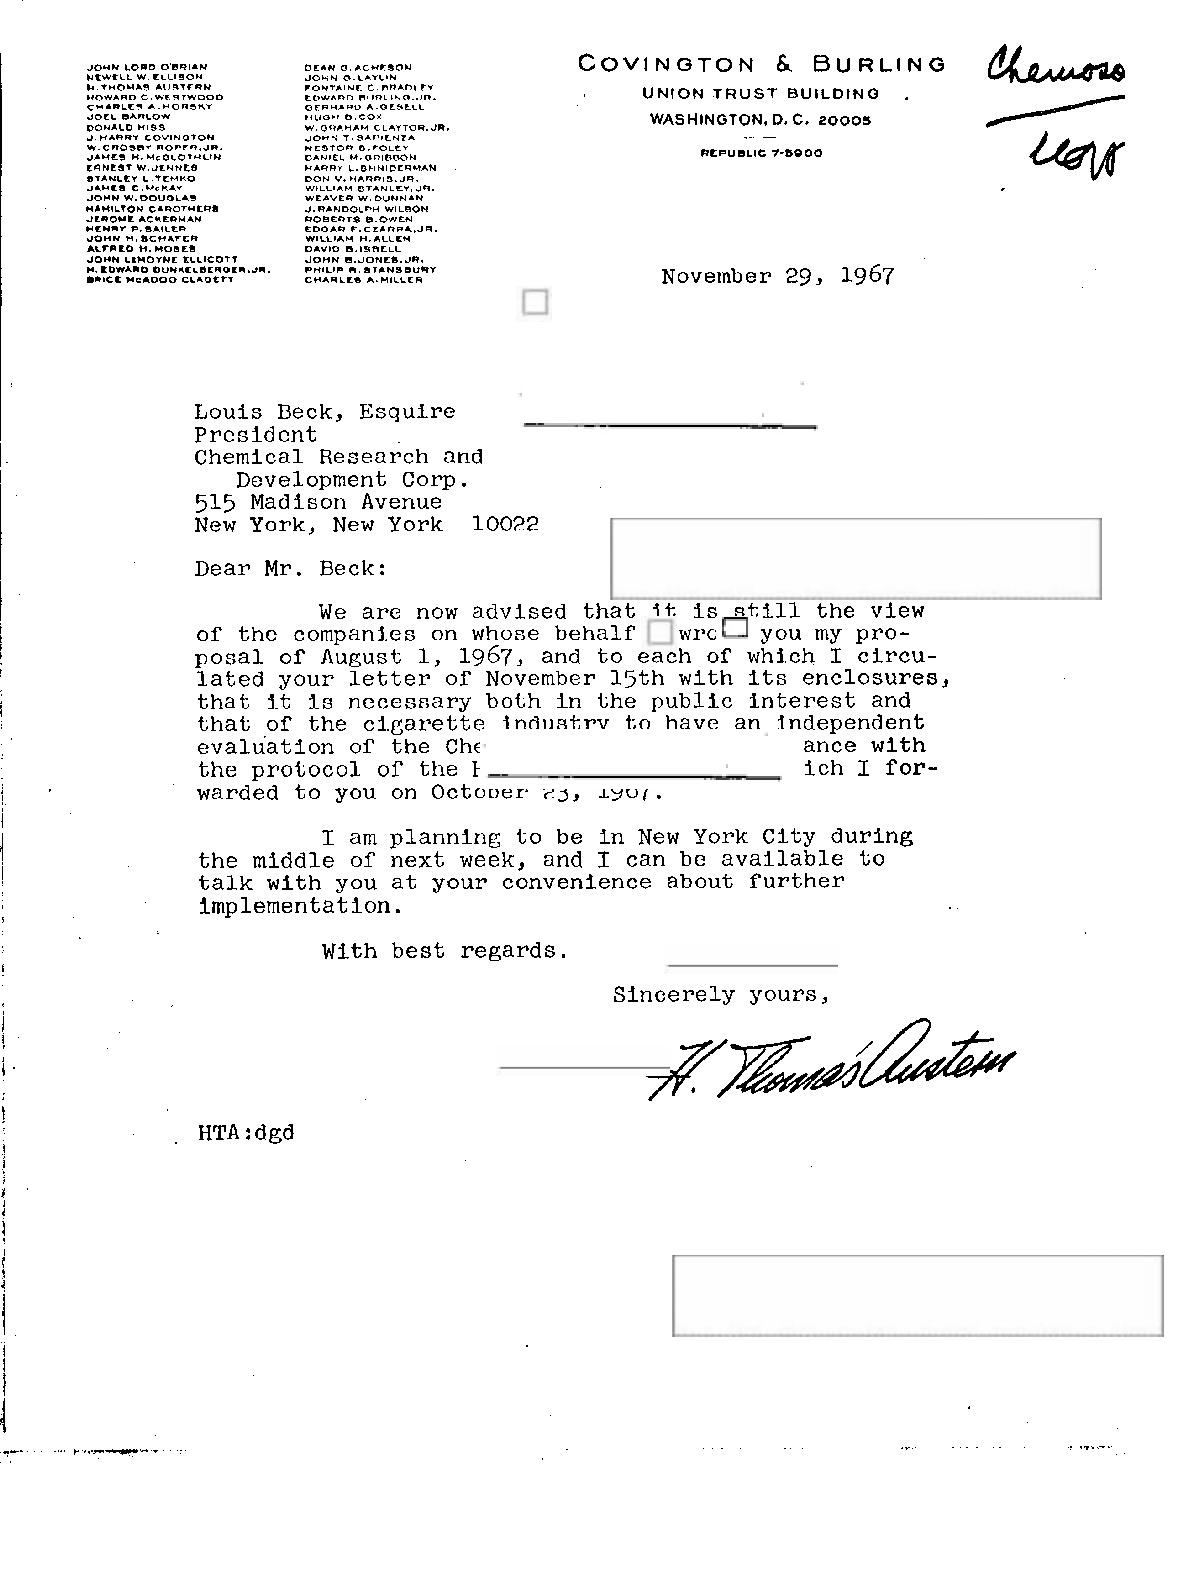 JOHN LORD O'BRIAN
NEWELL W. ELLISON
H. THOMAS AUSTERN
HOWARD C. WESTWOOD
CHARLES A. HORSKY
JOEL BARLOW
DONALD HISS
J. HARRY COVINGTON
W. CROSBY ROPER, JR.
JAMES H. McGLOTHLIN
ERNEST W. JENNES
STANLEY L. TEMKO
JAMES C. McKAY
JOHN W. DOUGLAS
HAMILTON CAROTHERS
JEROME ACKERMAN
HENRY P. SAILER
JOHN H. SCHAFER
ALFRED H. MOSES
JOHN LEMOYNE ELLICOTT
H. EDWARD DUNKELBERGER, JR.
BRICE McADOO CLAGETT
DEAN G. ACHESON
JOHN G. LAYLIN
FONTAINE C. BRADLEY
EDWARD BURLING, JR.
GERHARD A. GESELL
HUGH B. COX
W. GRAHAM CLAYTOR, JR.
JOHN T. SAPIENZA
NESTOR S. FOLEY
DANIEL M. GRIBBON
HARRY L. SHNIDERMAN
DON V. HARRIS, JR.
WILLIAM STANLEY, JR.
WEAVER W. DUNNAN
J. RANDOLPH WILSON
ROBERTS B. OWEN
EDGAR F. CZARRA, JR.
WILLIAM H. ALLEN
DAVID B. ISBELL
JOHN B. JONES, JR.
PHILIP R. STANSBURY
CHARLES A. MILLER
COVINGTON & BURLING
UNION TRUST BUILDING
WASHINGTON, D. C. 20005
REPUBLIC 7-5900
Chemoso
November 29, 1967
Louis Beck, Esquire
President
Chemical Research and
Development Corp.
515 Madison Avenue
New York, New York 10022
Dear Mr. Beck:
We are now advised that it is still the view
of the companies on whose behalf you my pro-
posal of August 1, 1967, and to each of which I circu-
lated your letter of November 15th with its enclosures,
that it is necessary both in the public interest and
that of the cigarette industry to have an independent
evaluation of the Che ance with
the protocol of the ich I for-
warded to you on October 23, 1967.
I am planning to be in New York City during
the middle of next week, and I can be available to
talk with you at your convenience about further
implementation.
With best regards.
Sincerely yours,
H. Thomas Austern
HTA:dgd